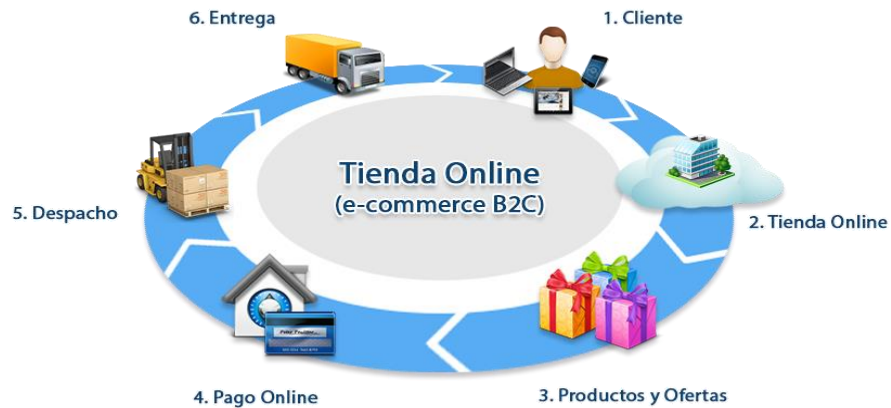 6. Entrega
1. Cliente
Tienda Online
(e-commerce B2C)
5. Despacho
2. Tienda Online
4. Pago Online
3. Productos y Ofertas